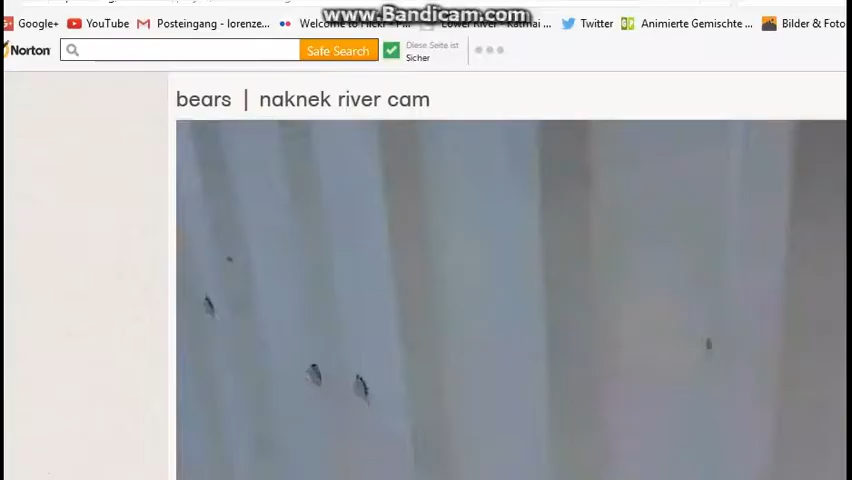 www.Bandicam.com
Google+ YouTube Posteingang - lorenze... Welcome to Flickr - P... Lower River - Katmai ... Twitter Animierte Gemischte ... Bilder & Foto
Norton Safe Search Diese Seite ist
Sicher
bears | naknek river cam